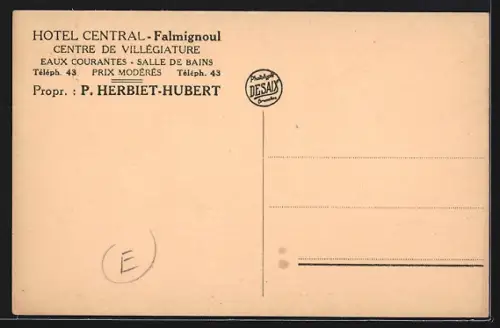 HOTEL CENTRAL - Falmignoul
CENTRE DE VILLÉGIATURE
EAUX COURANTES - SALLE DE BAINS
Téléph. 43 PRIX MODÉRÉS Téléph. 43
Propr. : P. HERBIET-HUBERT
DESAIX
E